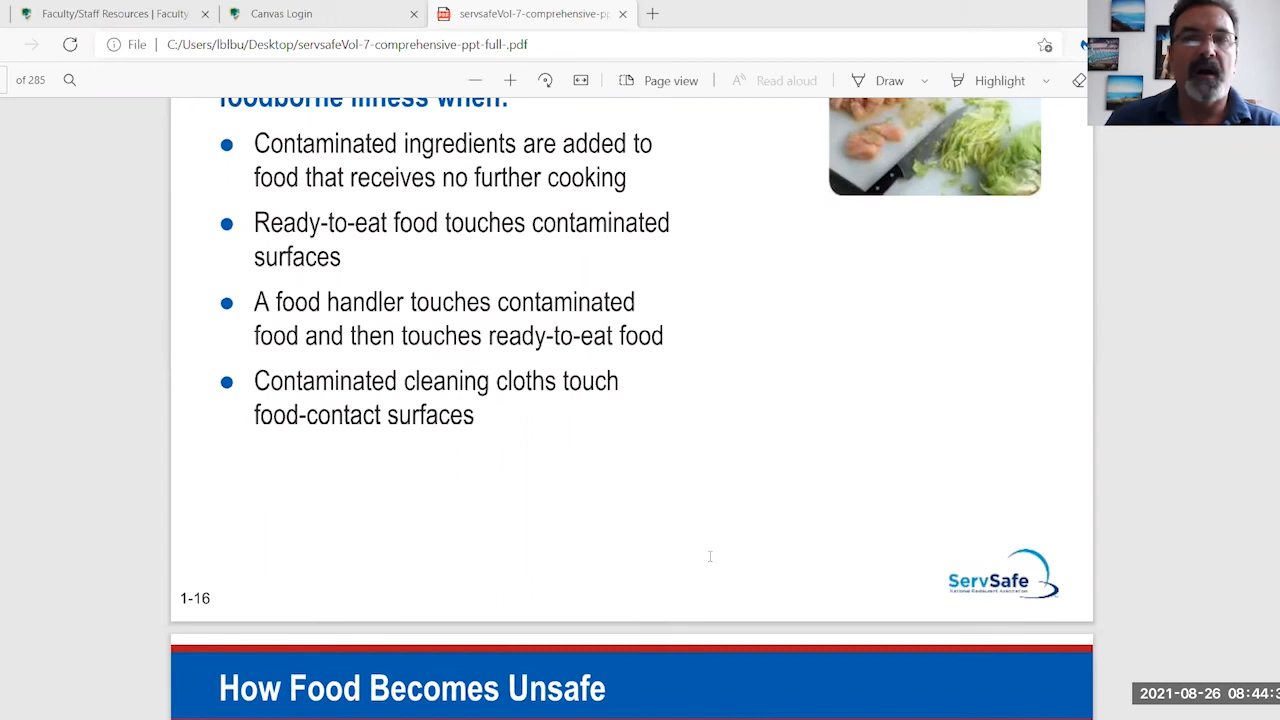 Faculty/Staff Resources | Faculty
Canvas Login
servsafeVol-7-comprehensive-pp
File
C:/Users/lblbu/Desktop/servsafeVol-7-comprehensive-ppt-full-.pdf
of 285
Page view
Read aloud
Draw
Highlight
foodborne illness when:
Contaminated ingredients are added to
food that receives no further cooking
Ready-to-eat food touches contaminated
surfaces
A food handler touches contaminated
food and then touches ready-to-eat food
Contaminated cleaning cloths touch
food-contact surfaces
1-16
ServSafe
National Restaurant Association
How Food Becomes Unsafe
2021-08-26 08:44:3